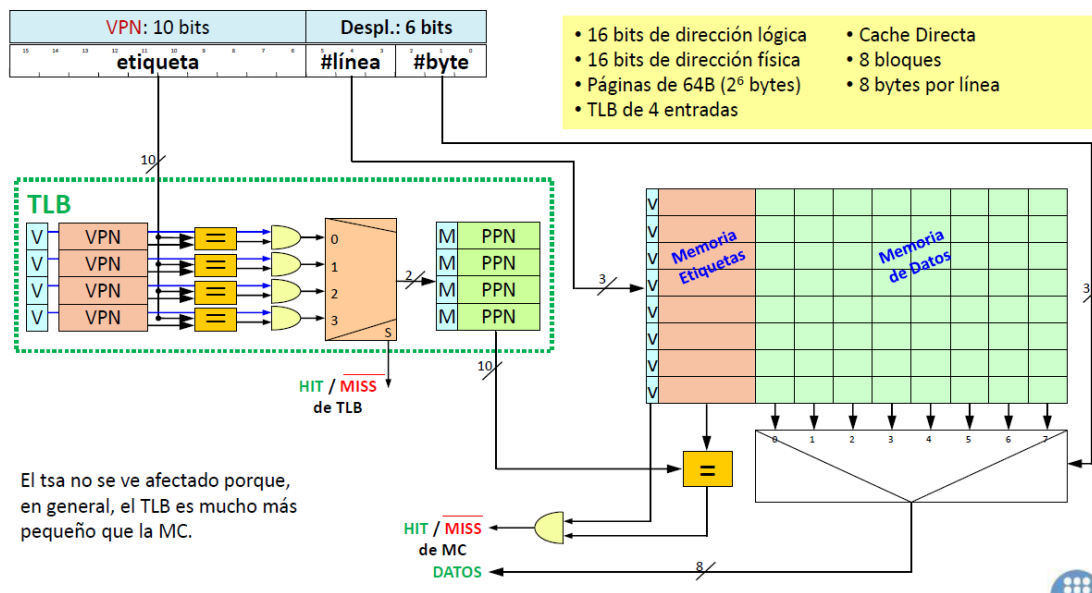 VPN: 10 bits
Despl.: 6 bits
15 14 13 12 11 10 9 8 7 6 5 4 3 2 1 0
etiqueta
#línea
#byte
• 16 bits de dirección lógica
• 16 bits de dirección física
• Páginas de 64B (2⁶ bytes)
• TLB de 4 entradas
• Cache Directa
• 8 bloques
• 8 bytes por línea
10
TLB
V VPN = 0 M PPN
V VPN = 1 M PPN
V VPN = 2 M PPN
V VPN = 3 M PPN
2
S
HIT / MISS
de TLB
10
3
3
V
V
V
V
V
V
V
V
Memoria
Etiquetas
Memoria
de Datos
0 1 2 3 4 5 6 7
=
El tsa no se ve afectado porque,
en general, el TLB es mucho más
pequeño que la MC.
HIT / MISS
de MC
DATOS
8